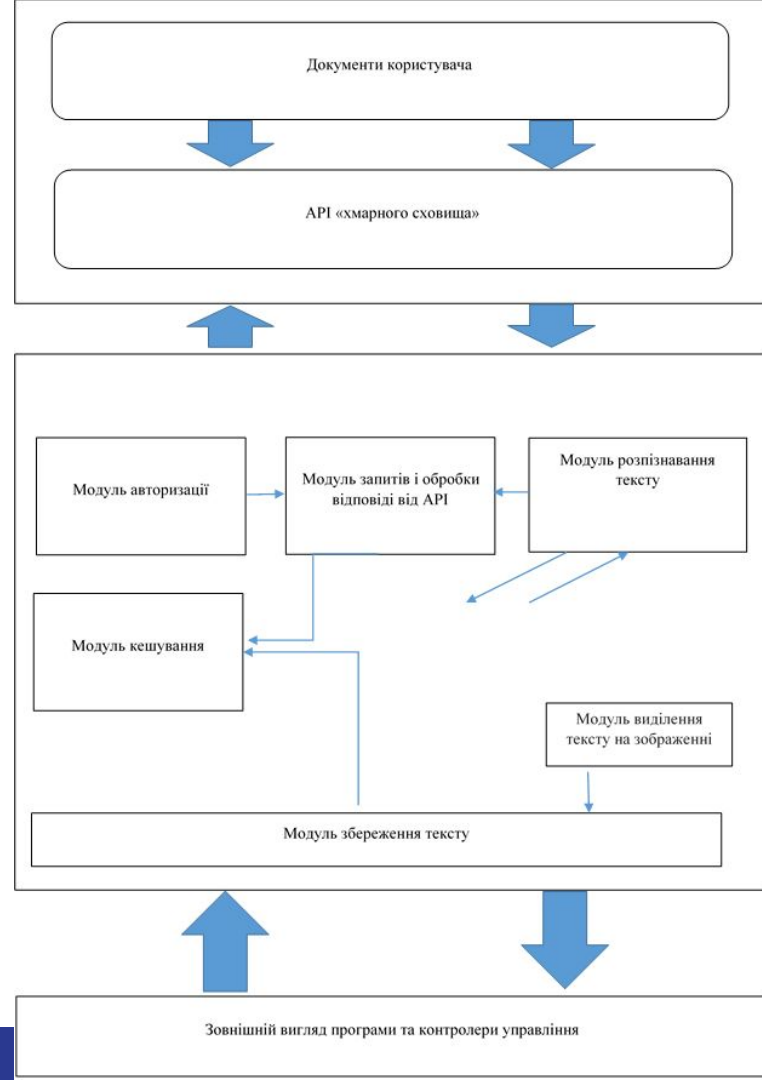 Документи користувача
API «хмарного сховища»
Модуль авторизації
Модуль запитів і обробки
відповіді від API
Модуль розпізнавання
тексту
Модуль кешування
Модуль виділення
тексту на зображенні
Модуль збереження тексту
Зовнішній вигляд програми та контролери управління